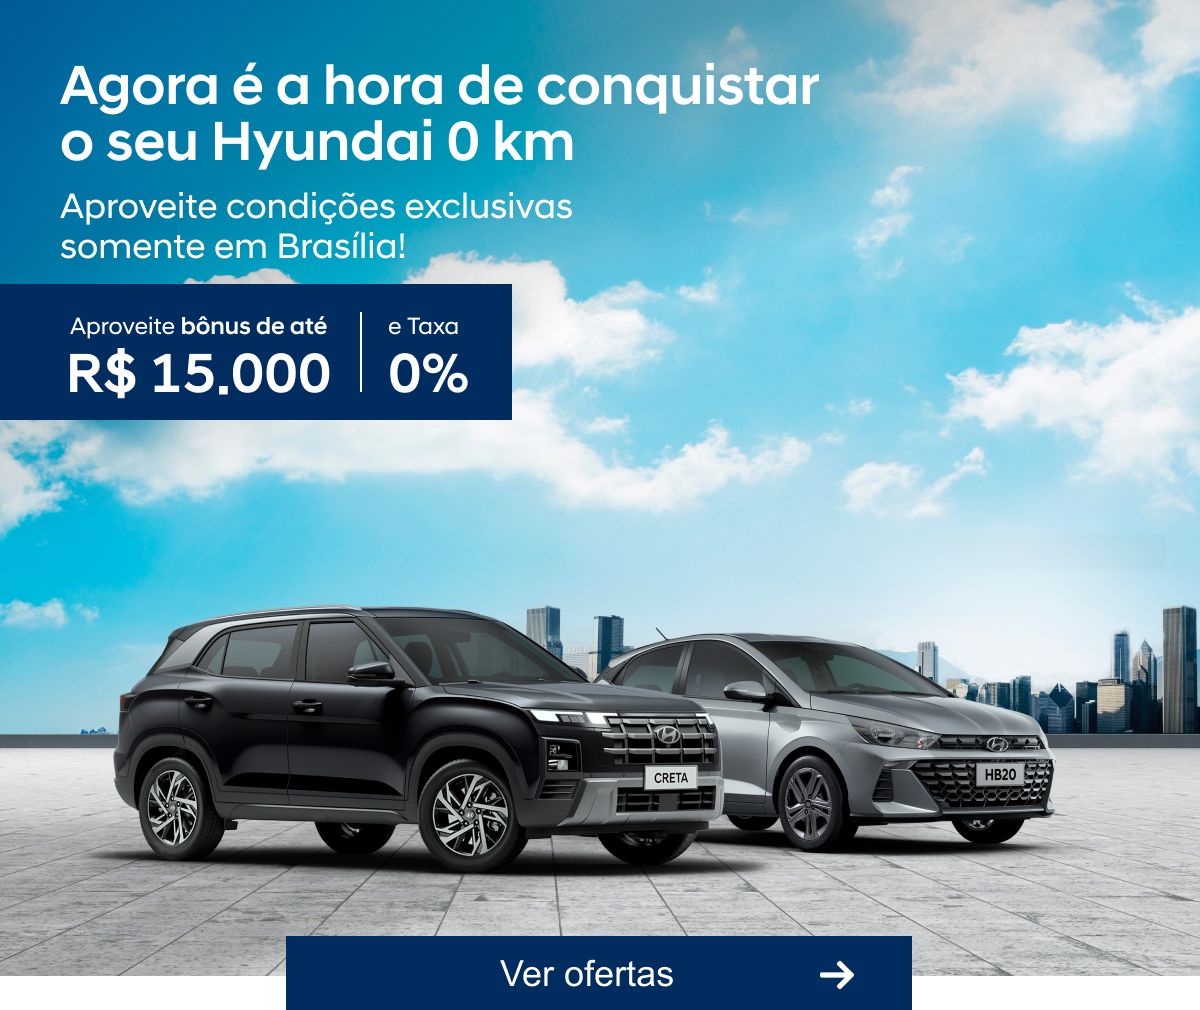 Agora é a hora de conquistar
o seu Hyundai 0 km
Aproveite condições exclusivas
somente em Brasília!
Aproveite bônus de até
R$ 15.000
e Taxa
0%
CRETA
HB20
Ver ofertas